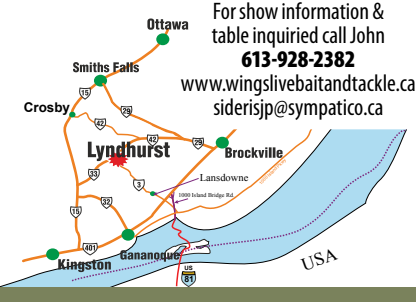 For show information &
table inquiried call John
613-928-2382
www.wingslivebaitandtackle.ca
siderisjp@sympatico.ca
Ottawa
Smiths Falls
15
Crosby
29
42
42
29
Lyndhurst
Brockville
33
Lansdowne
3
1000 Island Bridge Rd
32
15
401
Gananoque
Kingston
USA
US
81